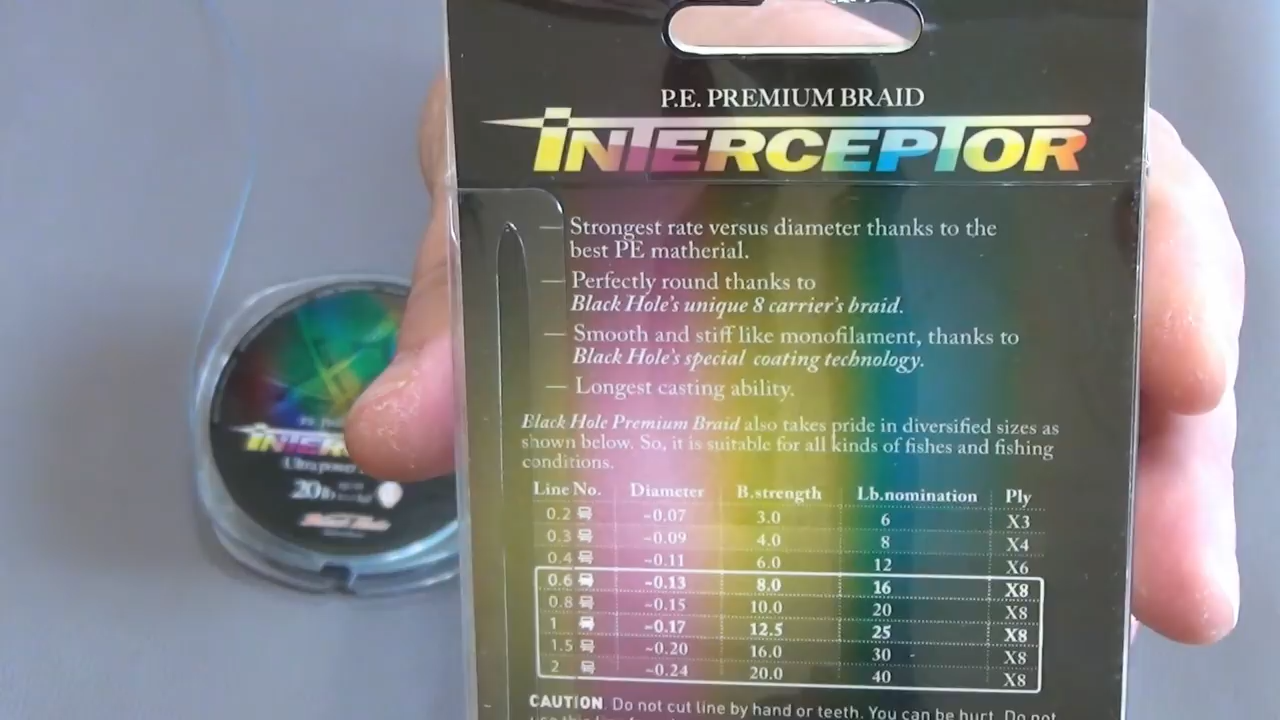 P.E. PREMIUM BRAID
INTERCEPTOR
— Strongest rate versus diameter thanks to the
best PE matherial.
— Perfectly round thanks to
Black Hole's unique 8 carrier's braid.
— Smooth and stiff like monofilament, thanks to
Black Hole's special coating technology.
— Longest casting ability.
Black Hole Premium Braid also takes pride in diversified sizes as
shown below. So, it is suitable for all kinds of fishes and fishing
conditions.
Line No. Diameter B.strength Lb.nomination Ply
0.2 -0.07 3.0 6 X3
0.3 -0.09 4.0 8 X4
0.4 -0.11 6.0 12 X6
0.6 -0.13 8.0 16 X8
0.8 -0.15 10.0 20 X8
1 -0.17 12.5 25 X8
1.5 -0.20 16.0 30 X8
2 -0.24 20.0 40 X8
CAUTION. Do not cut line by hand or teeth. You can be hurt. Do not
INTER
Ultra power
20lb